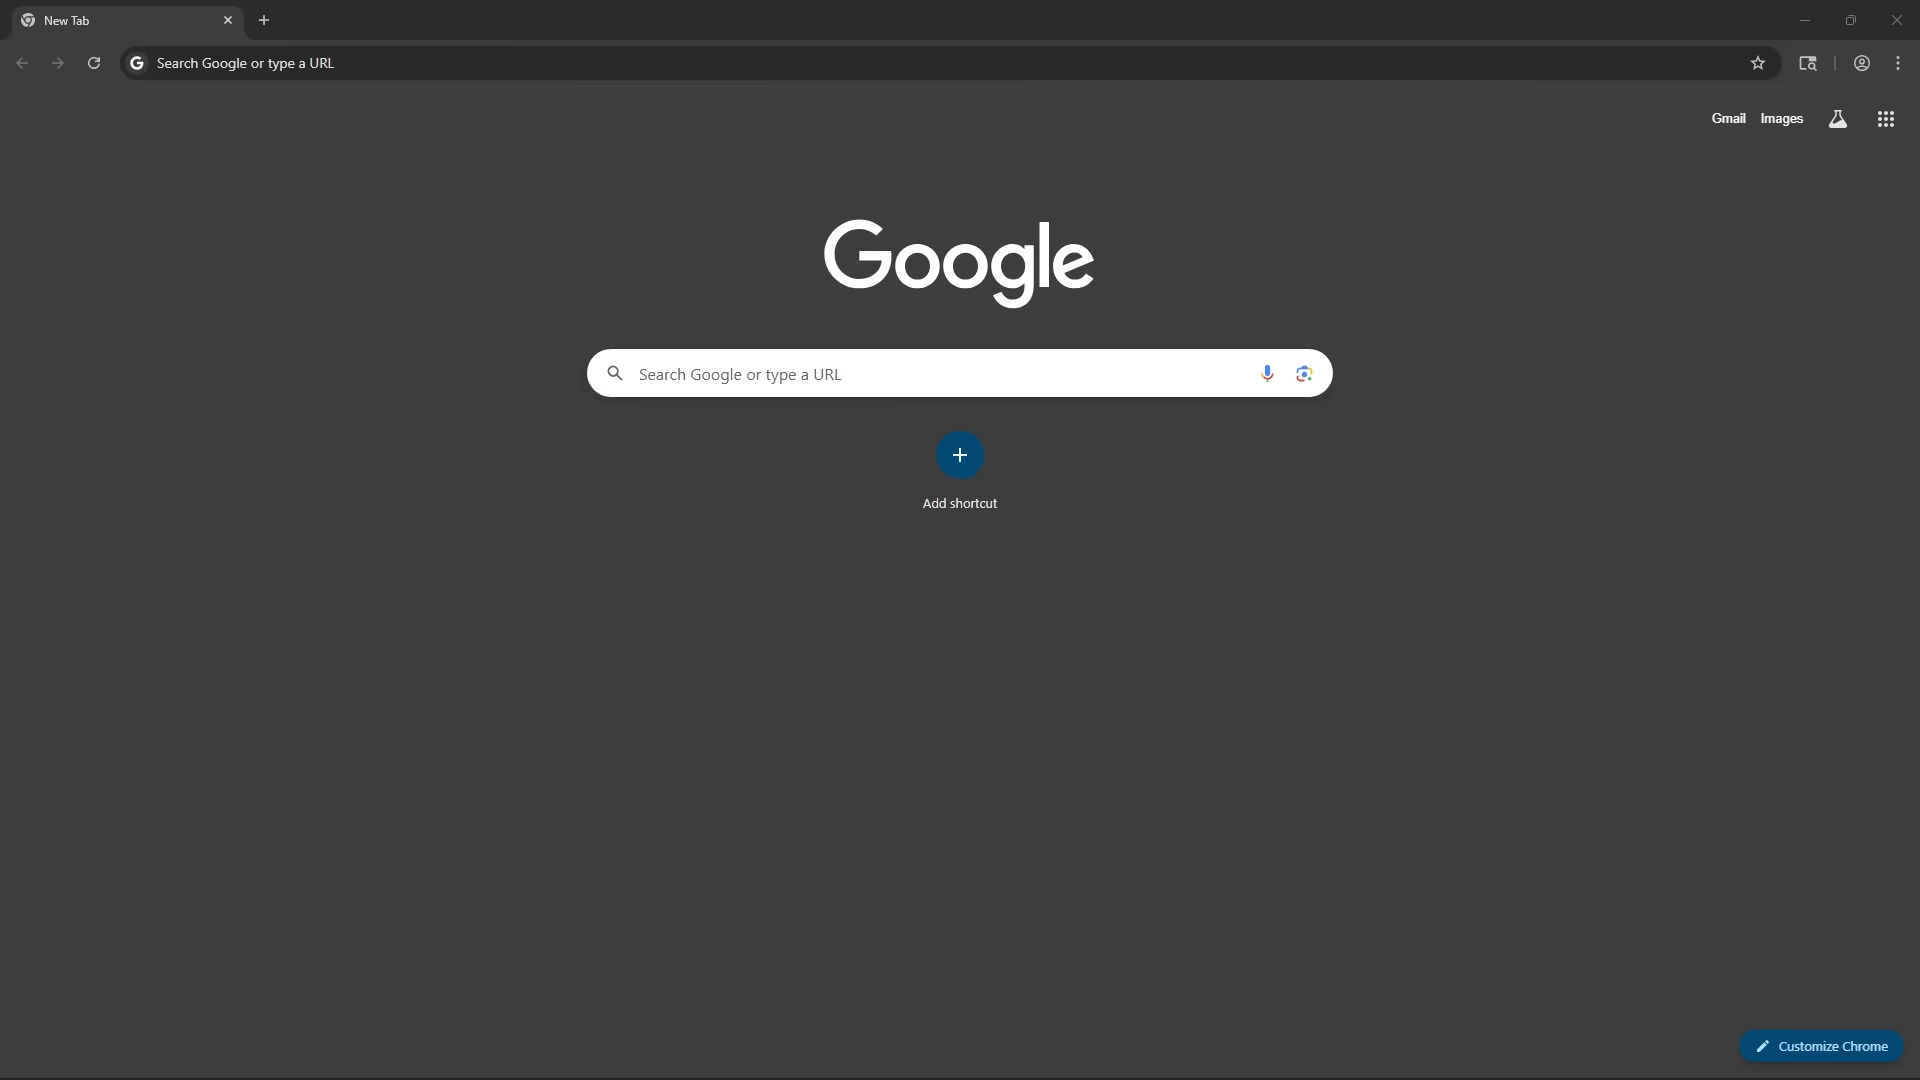 New Tab
Search Google or type a URL
Gmail Images
Google
Search Google or type a URL
Add shortcut
Customize Chrome